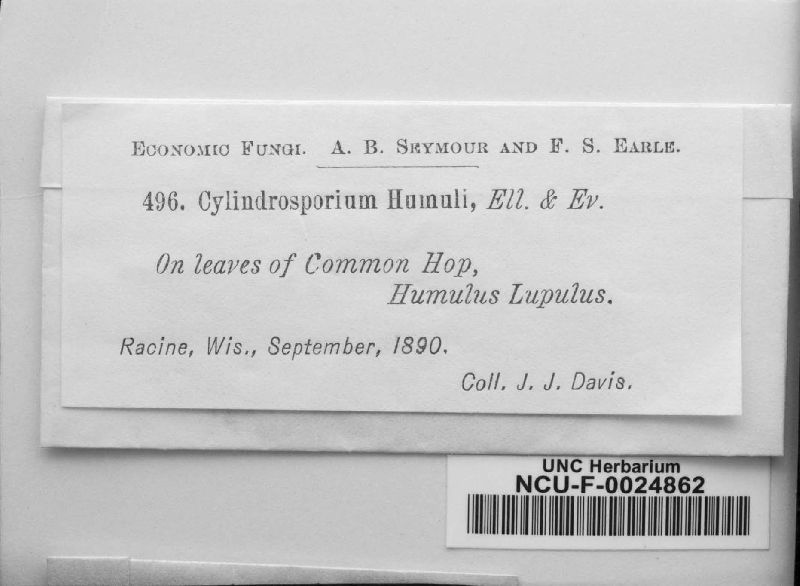 Economic Fungi. A. B. Seymour and F. S. Earle.
496. Cylindrosporium Humuli, Ell. & Ev.
On leaves of Common Hop,
Humulus Lupulus.
Racine, Wis., September, 1890.
Coll. J. J. Davis.
UNC Herbarium
NCU-F-0024862